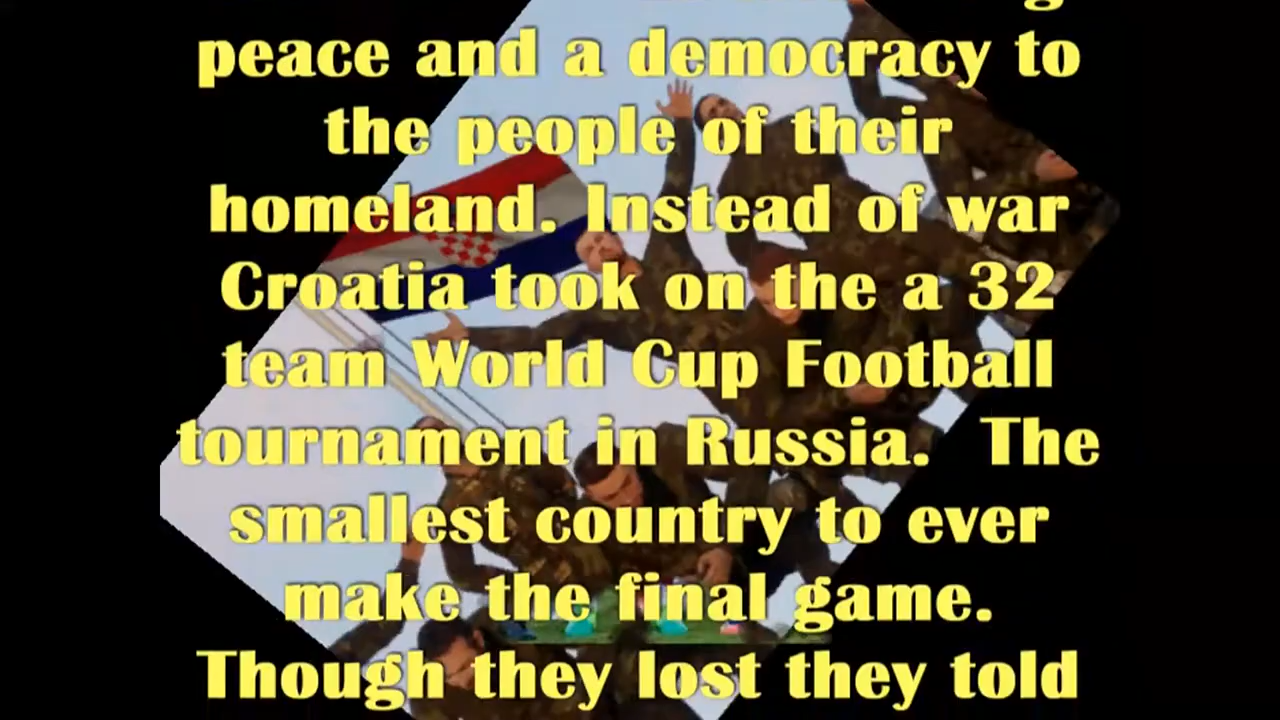 peace and a democracy to
the people of their
homeland. Instead of war
Croatia took on the a 32
team World Cup Football
tournament in Russia. The
smallest country to ever
make the final game.
Though they lost they told